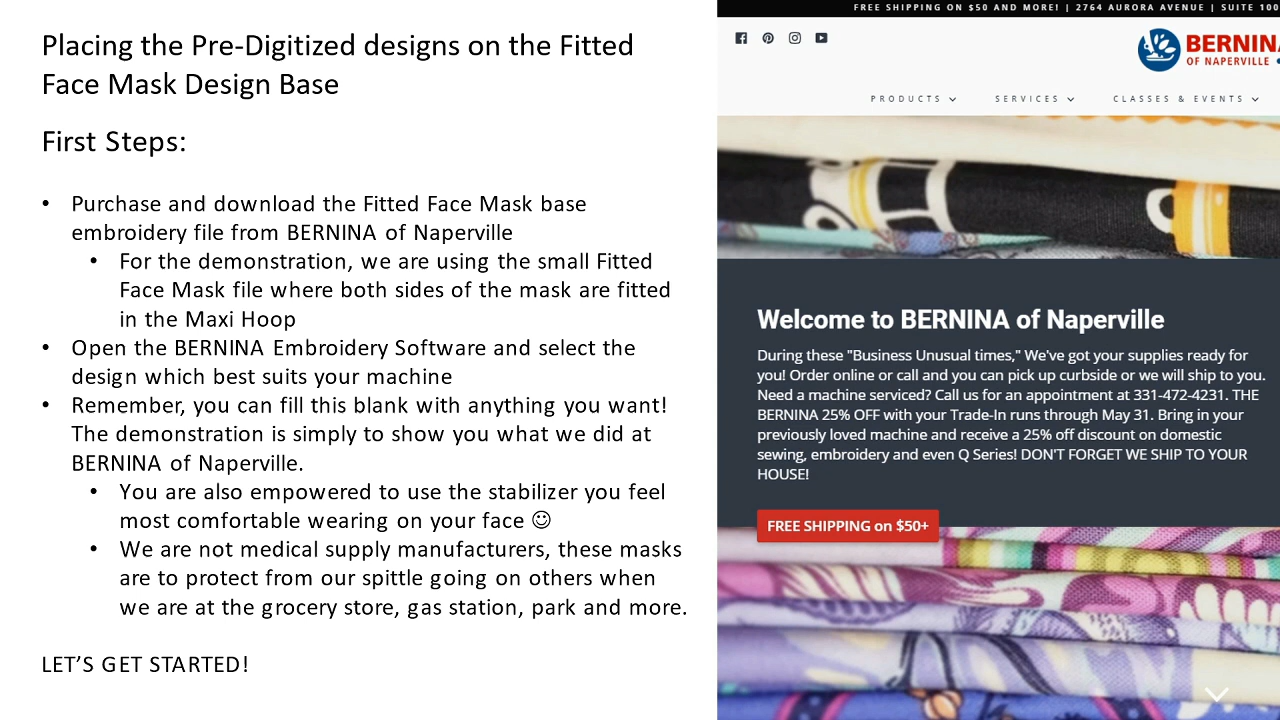 Placing the Pre-Digitized designs on the Fitted
Face Mask Design Base
First Steps:
• Purchase and download the Fitted Face Mask base
embroidery file from BERNINA of Naperville
• For the demonstration, we are using the small Fitted
Face Mask file where both sides of the mask are fitted
in the Maxi Hoop
• Open the BERNINA Embroidery Software and select the
design which best suits your machine
• Remember, you can fill this blank with anything you want!
The demonstration is simply to show you what we did at
BERNINA of Naperville.
• You are also empowered to use the stabilizer you feel
most comfortable wearing on your face ☺
• We are not medical supply manufacturers, these masks
are to protect from our spittle going on others when
we are at the grocery store, gas station, park and more.
LET’S GET STARTED!
FREE SHIPPING ON $50 AND MORE! | 2764 AURORA AVENUE | SUITE 100
BERNINA
OF NAPERVILLE
PRODUCTS SERVICES CLASSES & EVENTS
Welcome to BERNINA of Naperville
During these "Business Unusual times," We've got your supplies ready for
you! Order online or call and you can pick up curbside or we will ship to you.
Need a machine serviced? Call us for an appointment at 331-472-4231. THE
BERNINA 25% OFF with your Trade-In runs through May 31. Bring in your
previously loved machine and receive a 25% off discount on domestic
sewing, embroidery and even Q Series! DON'T FORGET WE SHIP TO YOUR
HOUSE!
FREE SHIPPING on $50+